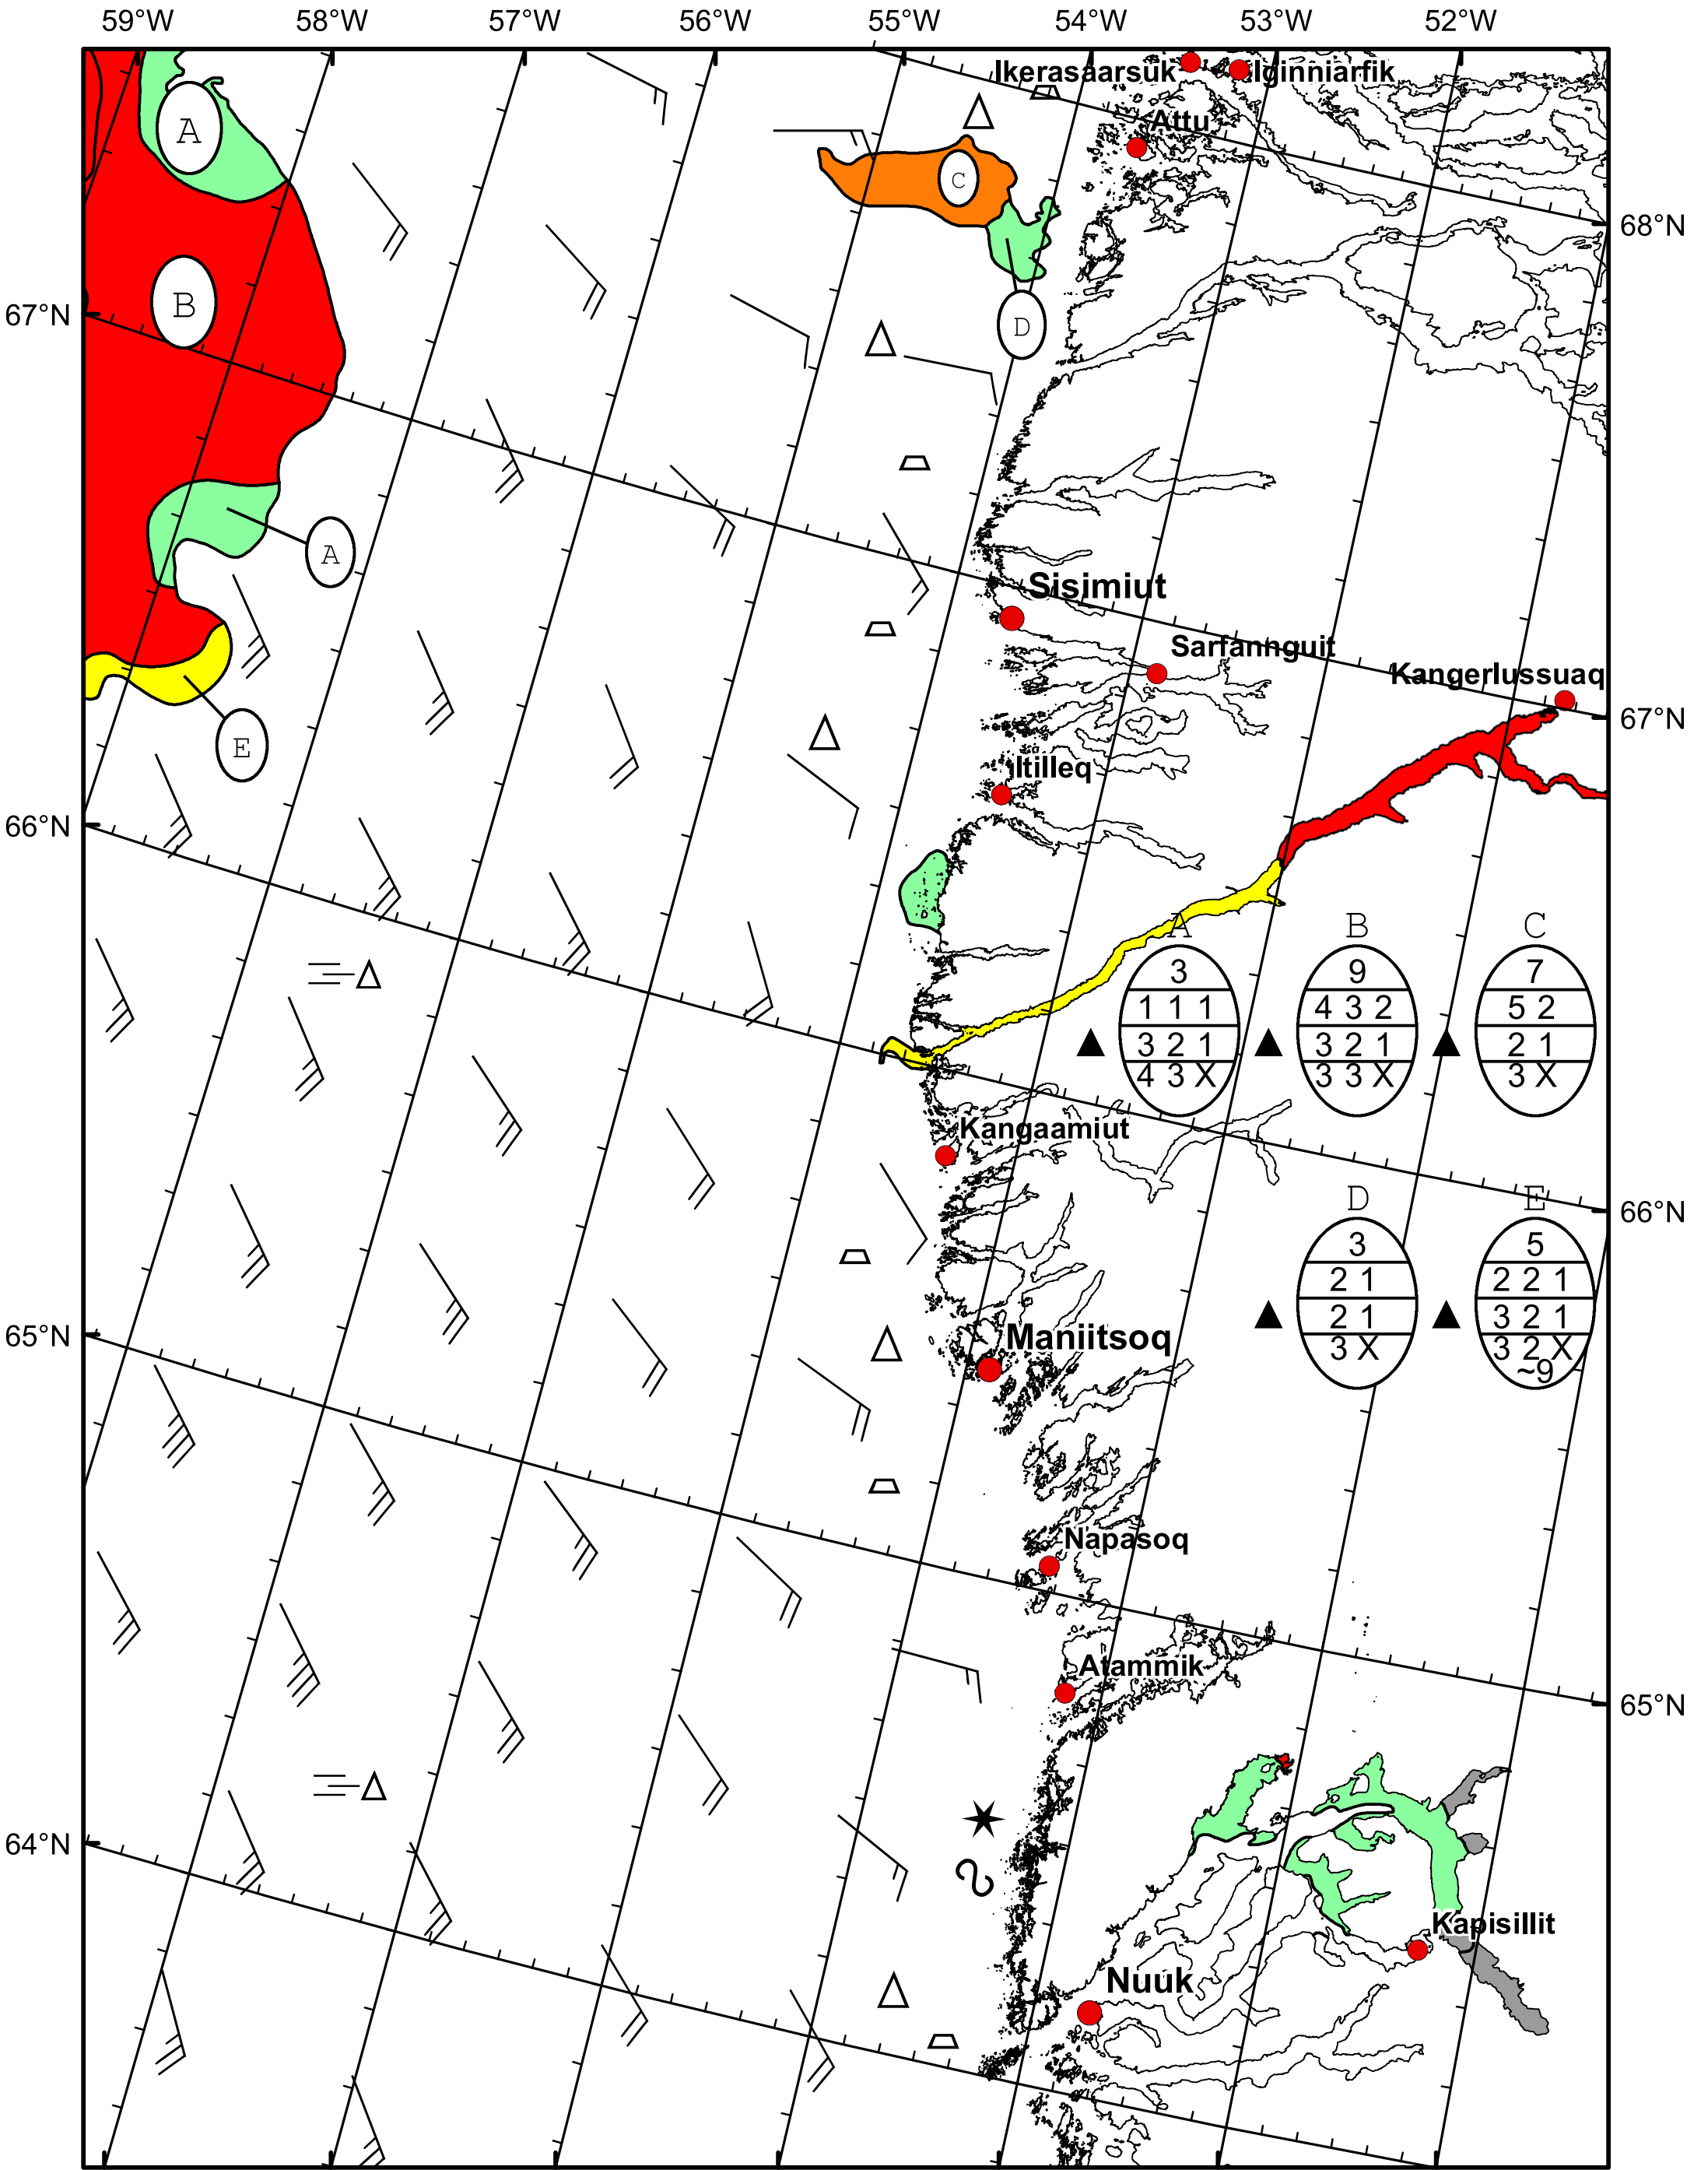 59°W 58°W 57°W 56°W 55°W 54°W 53°W 52°W
Ikerasaarsuk Iginniarfik
Attu
A
C
68°N
B
67°N
D
A
Sisimiut
Sarfannguit
Kangerlussuaq
67°N
E
Itilleq
66°N
A B C
3 9 7
1 1 1 4 3 2 5 2
3 2 1 3 2 1 2 1
4 3 X 3 3 X 3 X
Kangaamiut
66°N
D E
3 5
2 1 2 2 1
2 1 3 2 1
3 X 3 2 X
~9
65°N
Maniitsoq
Napasoq
Atammik
65°N
64°N
Kapisillit
Nuuk